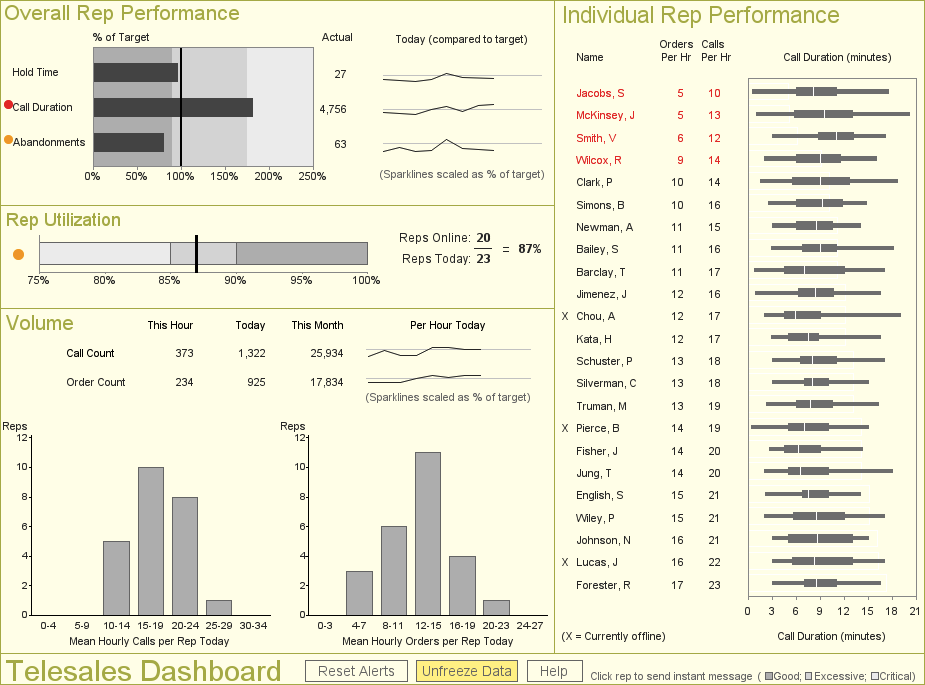 Overall Rep Performance
% of Target
Actual
Today (compared to target)
Hold Time
27
Call Duration
4,756
Abandonments
63
0%
50%
100%
150%
200%
250%
(Sparklines scaled as % of target)
Rep Utilization
Reps Online: 20
Reps Today: 23
= 87%
75%
80%
85%
90%
95%
100%
Volume
This Hour
Today
This Month
Per Hour Today
Call Count 373 1,322 25,934
Order Count 234 925 17,834
(Sparklines scaled as % of target)
Reps
12
10
8
6
4
2
0
0-4 5-9 10-14 15-19 20-24 25-29 30-34
Mean Hourly Calls per Rep Today
Reps
12
10
8
6
4
2
0
0-3 4-7 8-11 12-15 16-19 20-23 24-27
Mean Hourly Orders per Rep Today
Individual Rep Performance
Name
Orders
Per Hr
Calls
Per Hr
Call Duration (minutes)
Jacobs, S 5 10
McKinsey, J 5 13
Smith, V 6 12
Wilcox, R 9 14
Clark, P 10 14
Simons, B 10 16
Newman, A 11 15
Bailey, S 11 16
Barclay, T 11 17
Jimenez, J 12 16
X Chou, A 12 17
Kata, H 12 17
Schuster, P 13 18
Silverman, C 13 18
Truman, M 13 19
X Pierce, B 14 19
Fisher, J 14 20
Jung, T 14 20
English, S 15 21
Wiley, P 15 21
Johnson, N 16 21
X Lucas, J 16 22
Forester, R 17 23
0 3 6 9 12 15 18 21
(X = Currently offline)
Call Duration (minutes)
Telesales Dashboard
Reset Alerts
Unfreeze Data
Help
Click rep to send instant message ( Good; Excessive; Critical)